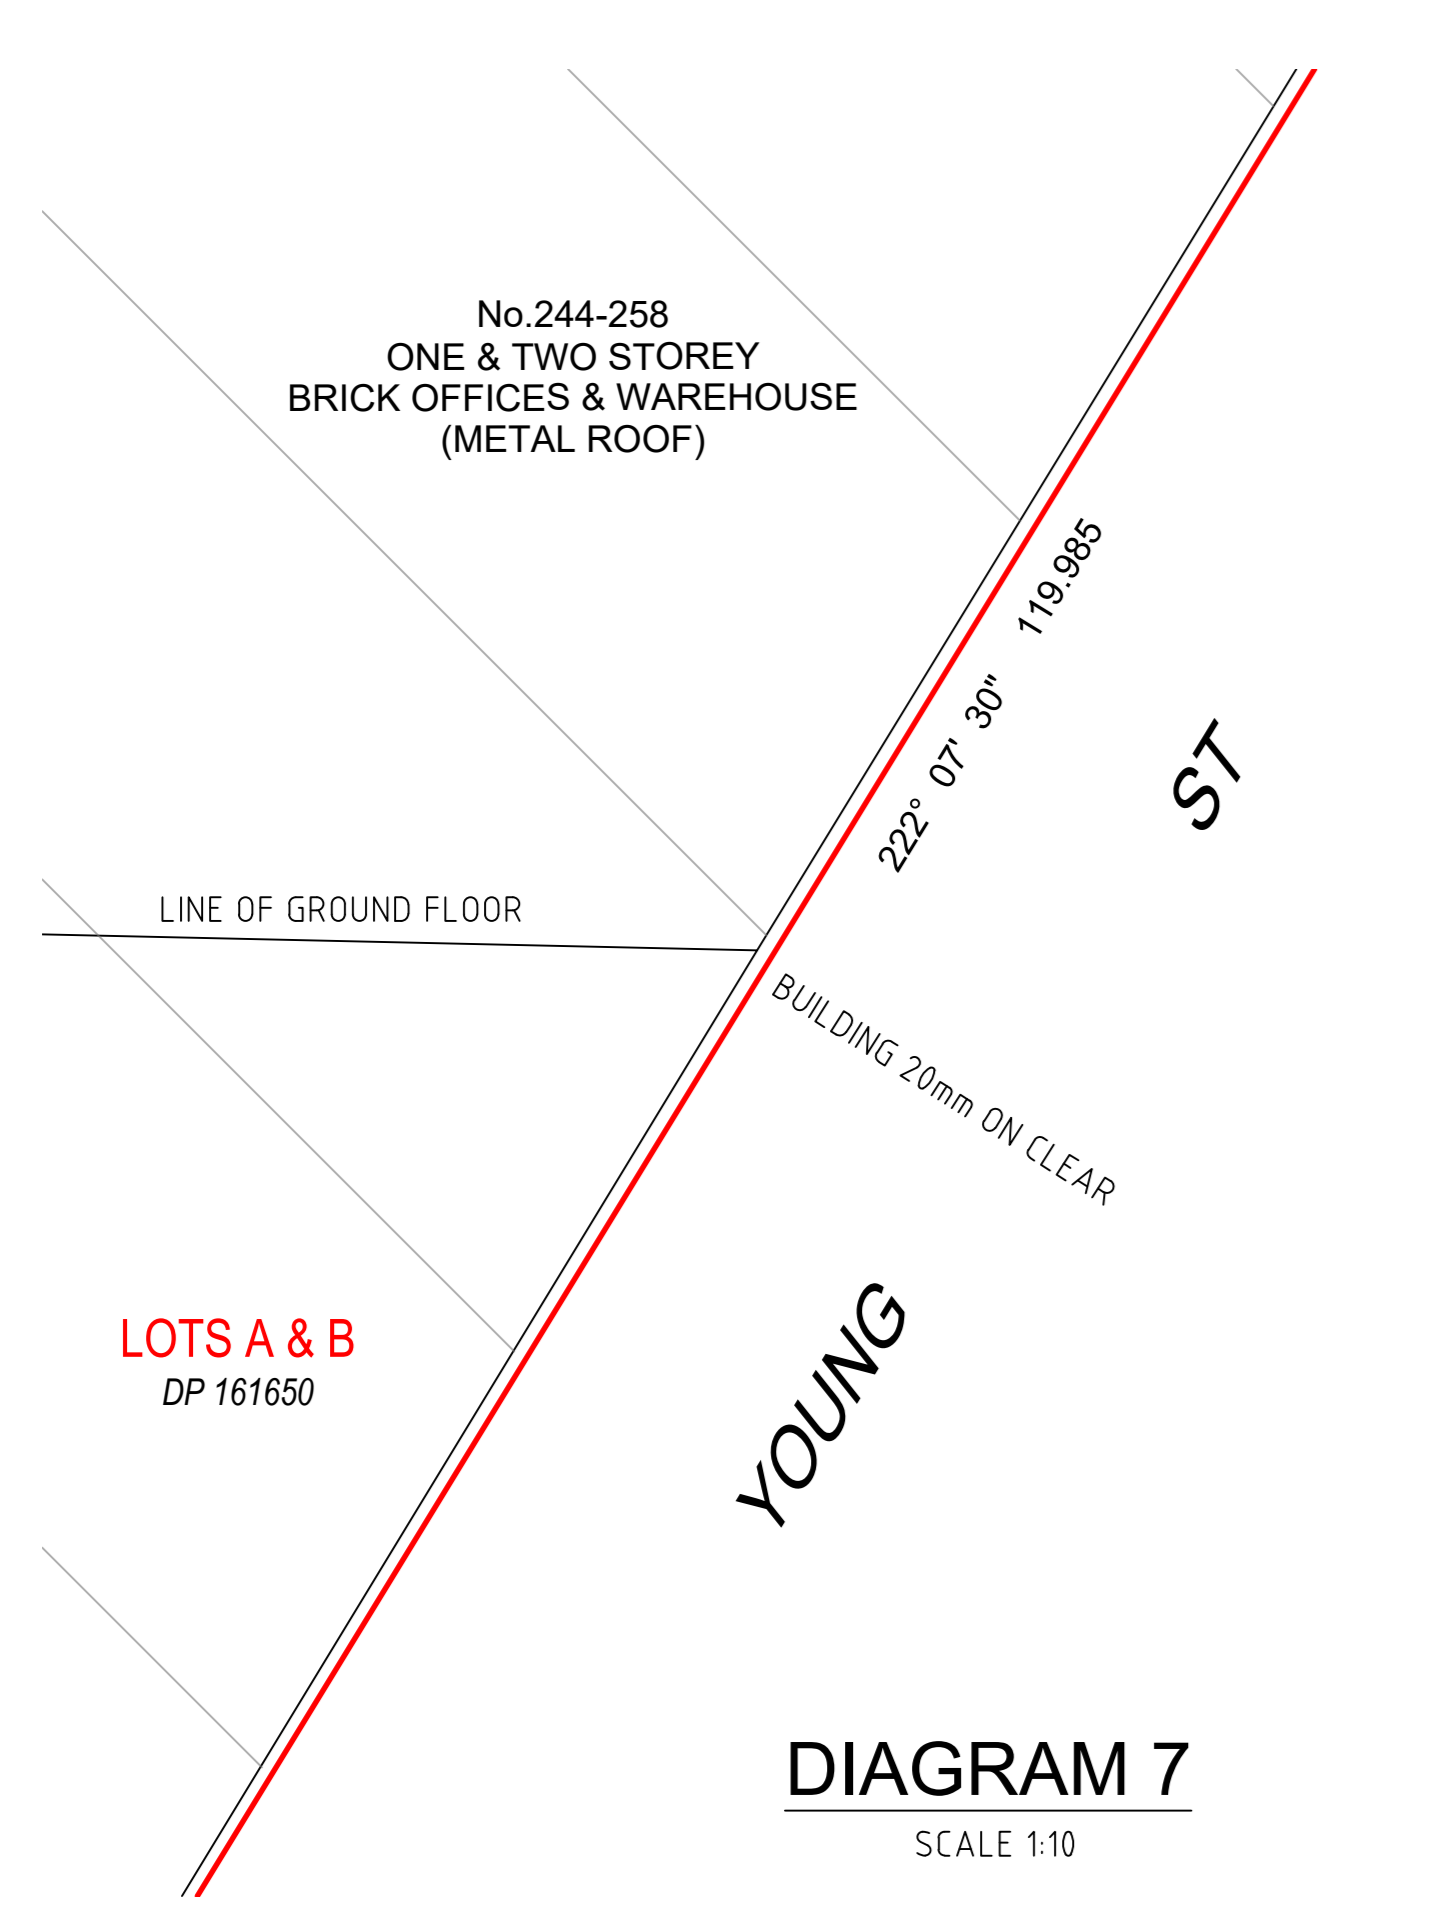 No.244-258
ONE & TWO STOREY
BRICK OFFICES & WAREHOUSE
(METAL ROOF)
222° 07' 30" 119.985
ST
LINE OF GROUND FLOOR
BUILDING 20mm ON CLEAR
YOUNG
LOTS A & B
DP 161650
DIAGRAM 7
SCALE 1:10